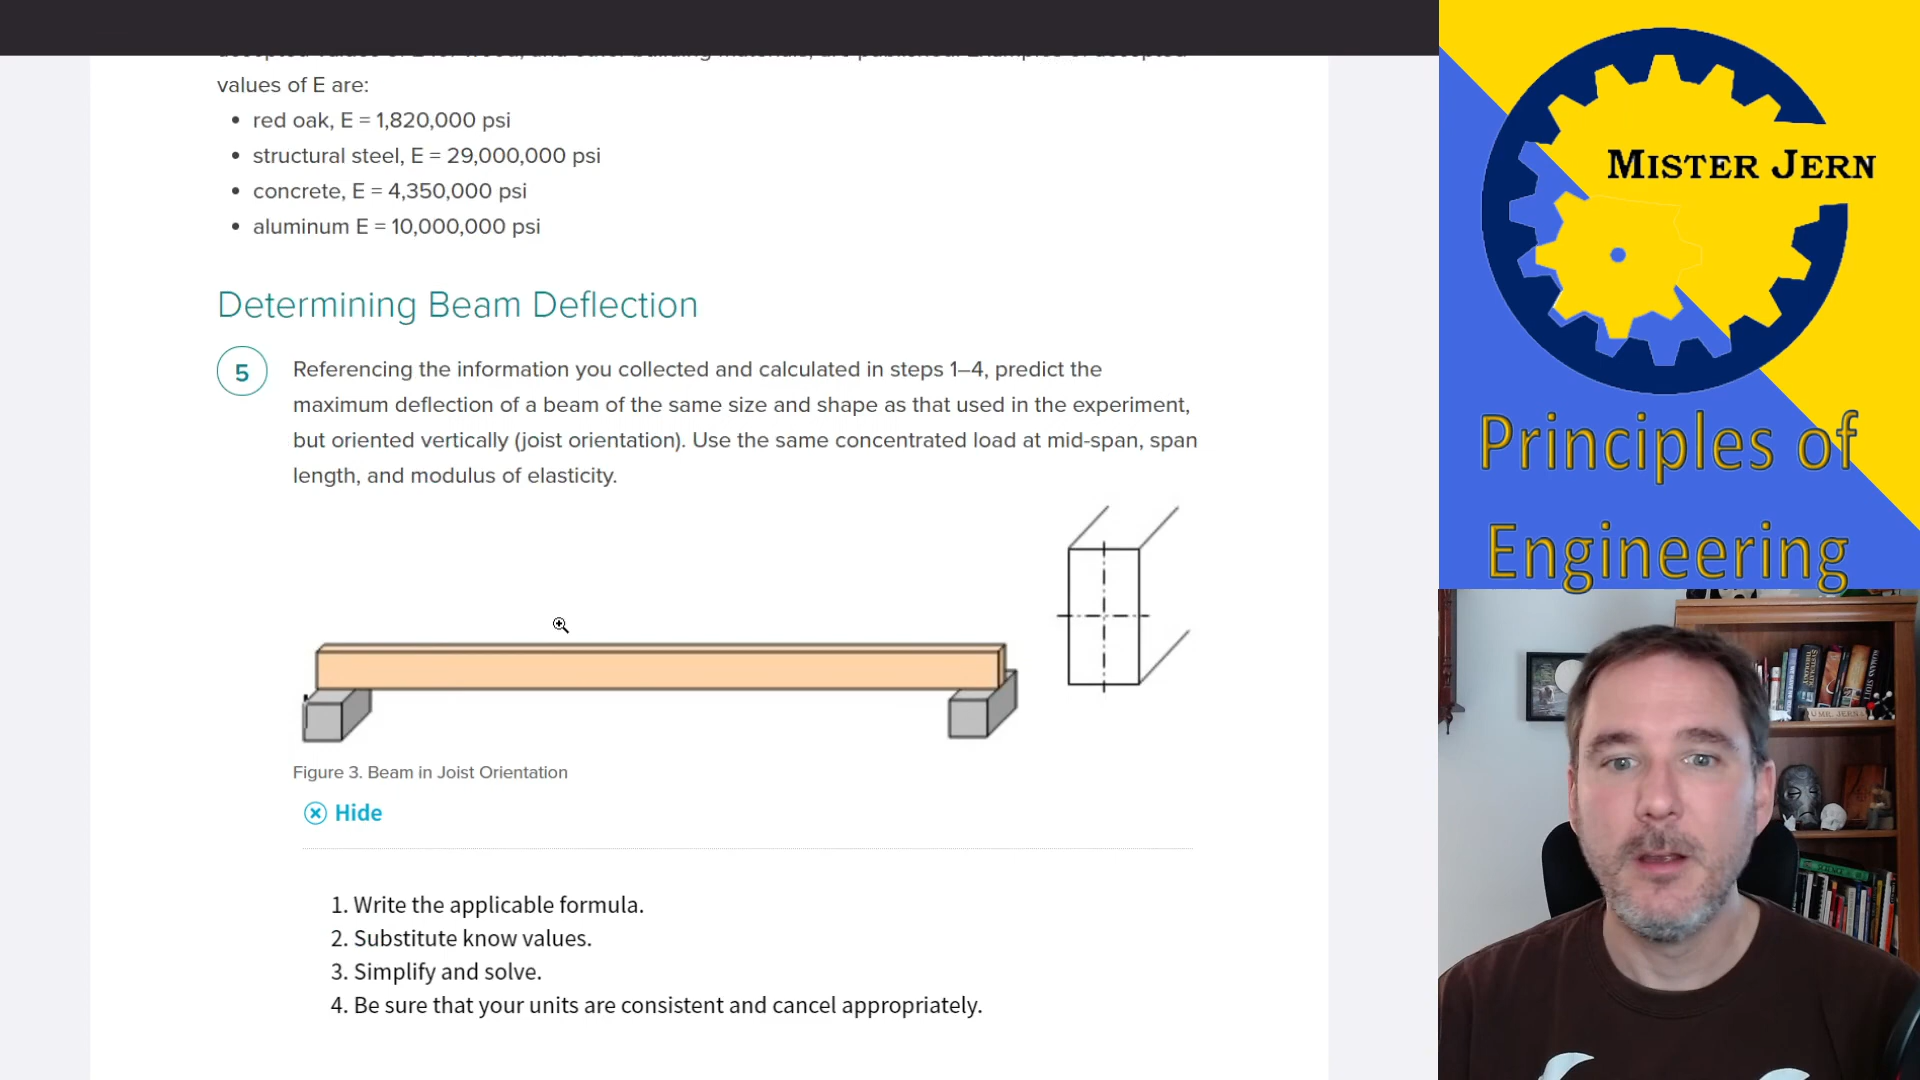 values of E are:
• red oak, E = 1,820,000 psi
• structural steel, E = 29,000,000 psi
• concrete, E = 4,350,000 psi
• aluminum E = 10,000,000 psi
Determining Beam Deflection
5
Referencing the information you collected and calculated in steps 1–4, predict the
maximum deflection of a beam of the same size and shape as that used in the experiment,
but oriented vertically (joist orientation). Use the same concentrated load at mid-span, span
length, and modulus of elasticity.
Figure 3. Beam in Joist Orientation
Hide
1. Write the applicable formula.
2. Substitute know values.
3. Simplify and solve.
4. Be sure that your units are consistent and cancel appropriately.
MISTER JERN
Principles of
Engineering